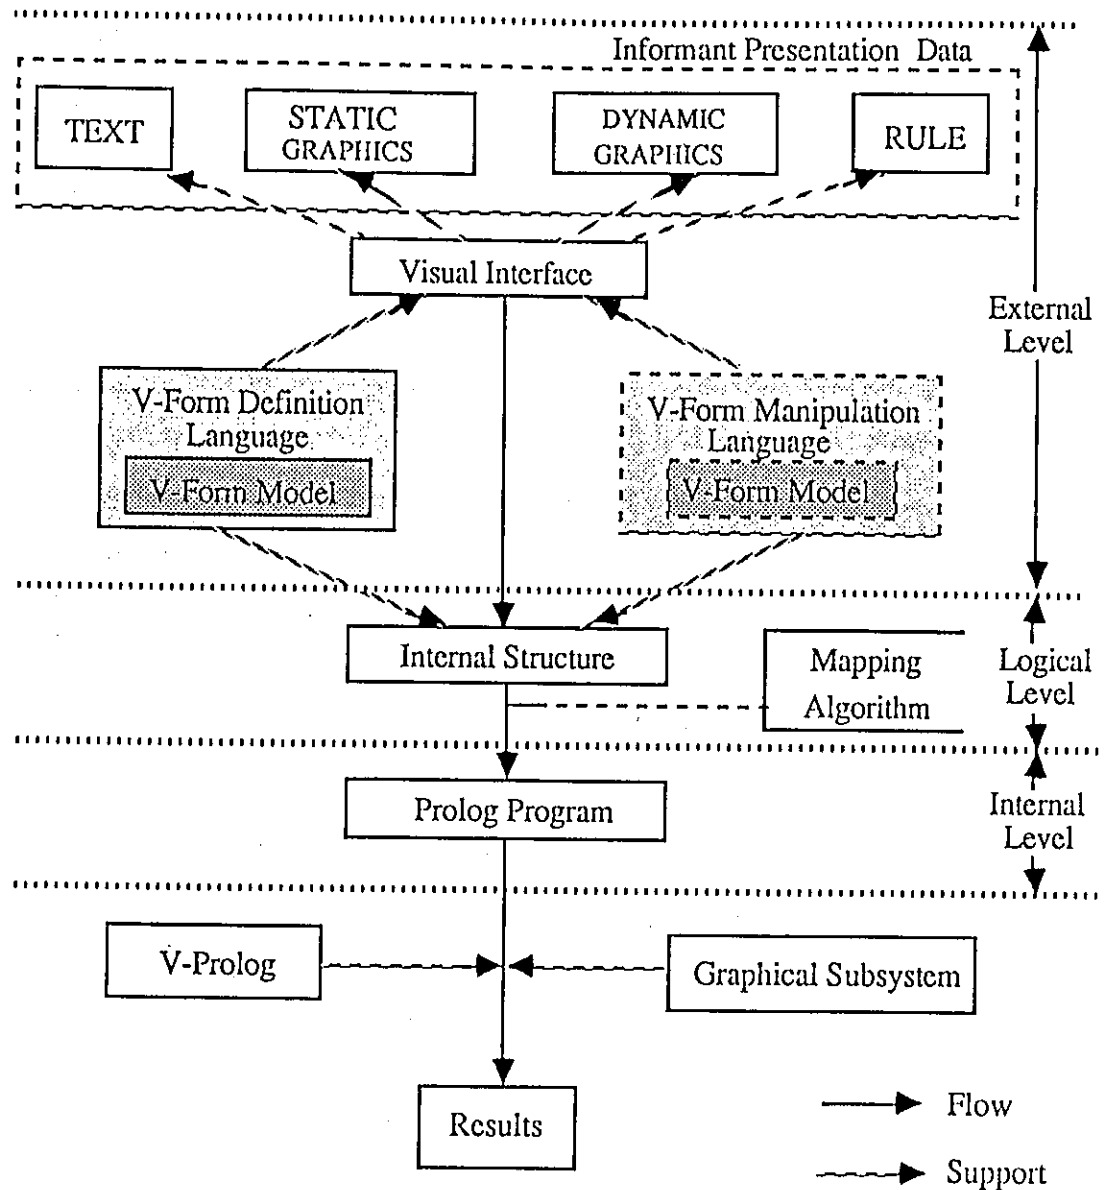 Informant Presentation Data
TEXT
STATIC
GRAPHICS
DYNAMIC
GRAPHICS
RULE
Visual Interface
External
Level
V-Form Definition
Language
V-Form Model
V-Form Manipulation
Language
V-Form Model
Internal Structure
Mapping
Algorithm
Logical
Level
Prolog Program
Internal
Level
V-Prolog
Graphical Subsystem
Results
Flow
Support